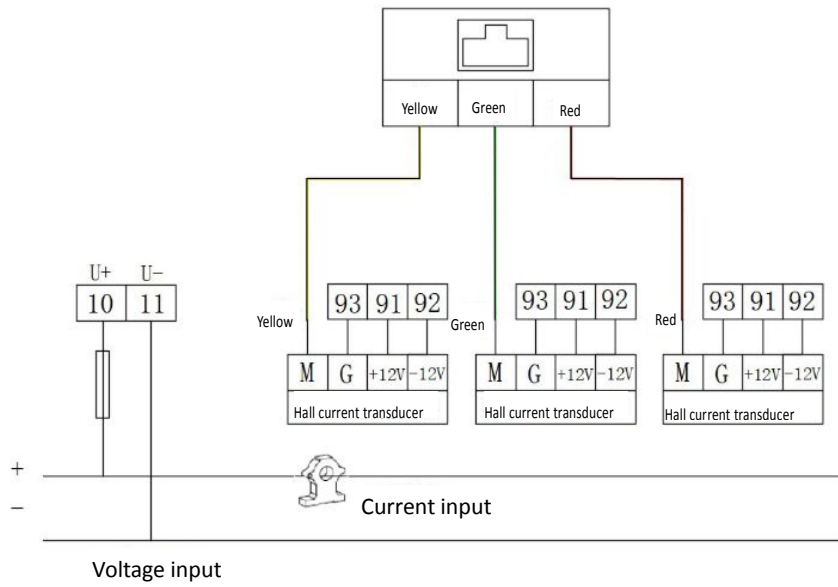 Yellow Green Red
U+ U-
10 11
93 91 92
93 91 92
93 91 92
Yellow
Green
Red
M G +12V -12V
M G +12V -12V
M G +12V -12V
Hall current transducer
Hall current transducer
Hall current transducer
+
−
Current input
Voltage input